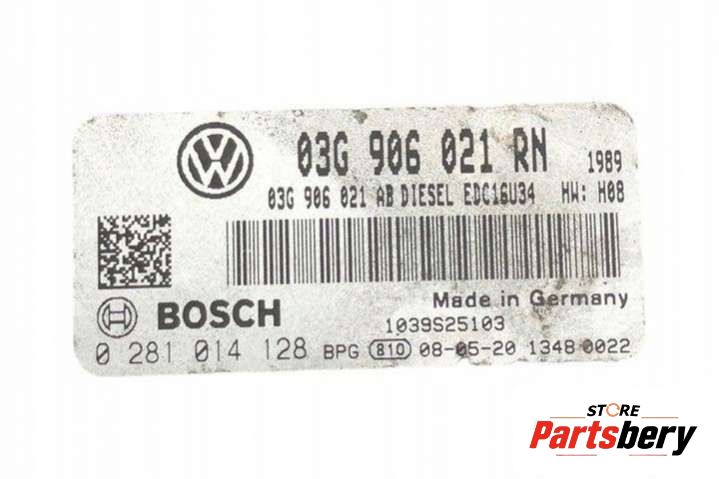 03G 906 021 RN 1989
03G 906 021 AB DIESEL EDC16U34 HW: H08
Made in Germany
BOSCH 1039S25103
0 281 014 128 BPG 810 08-05-20 1348 0022
STORE
Partsbery